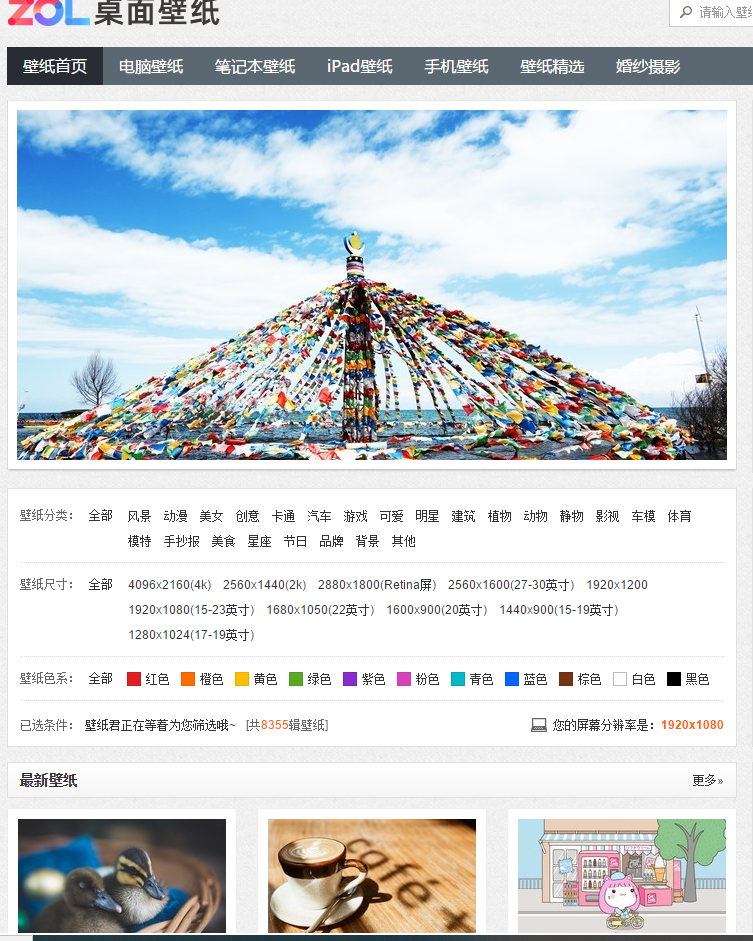 ZOL桌面壁纸
壁纸首页 电脑壁纸 笔记本壁纸 iPad壁纸 手机壁纸 壁纸精选 婚纱摄影
壁纸分类： 全部 风景 动漫 美女 创意 卡通 汽车 游戏 可爱 明星 建筑 植物 动物 静物 影视 车模 体育
模特 手抄报 美食 星座 节日 品牌 背景 其他
壁纸尺寸： 全部 4096x2160(4k) 2560x1440(2k) 2880x1800(Retina屏) 2560x1600(27-30英寸) 1920x1200
1920x1080(15-23英寸) 1680x1050(22英寸) 1600x900(20英寸) 1440x900(15-19英寸)
1280x1024(17-19英寸)
壁纸色系： 全部 红色 橙色 黄色 绿色 紫色 粉色 青色 蓝色 棕色 白色 黑色
已选条件： 壁纸君正在等着为您筛选哦~ [共8355辑壁纸] 您的屏幕分辨率是：1920x1080
最新壁纸 更多»
café